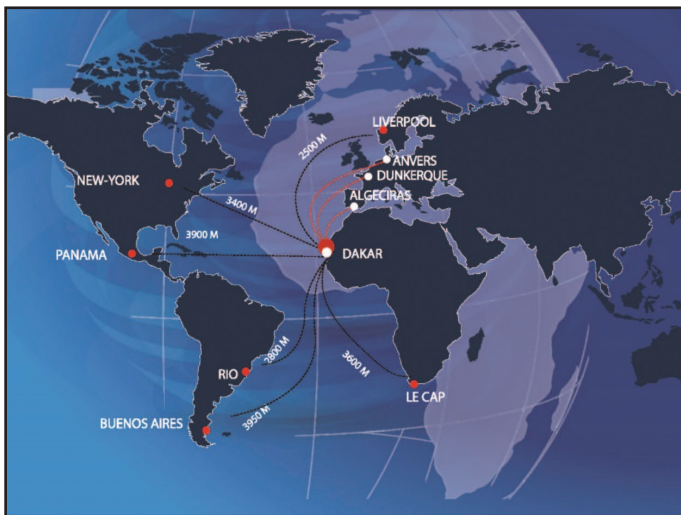 LIVERPOOL
2500 M
ANVERS
DUNKERQUE
NEW-YORK
ALGECIRAS
3400 M
3900 M
PANAMA
DAKAR
2800 M
3600 M
RIO
LE CAP
3950 M
BUENOS AIRES